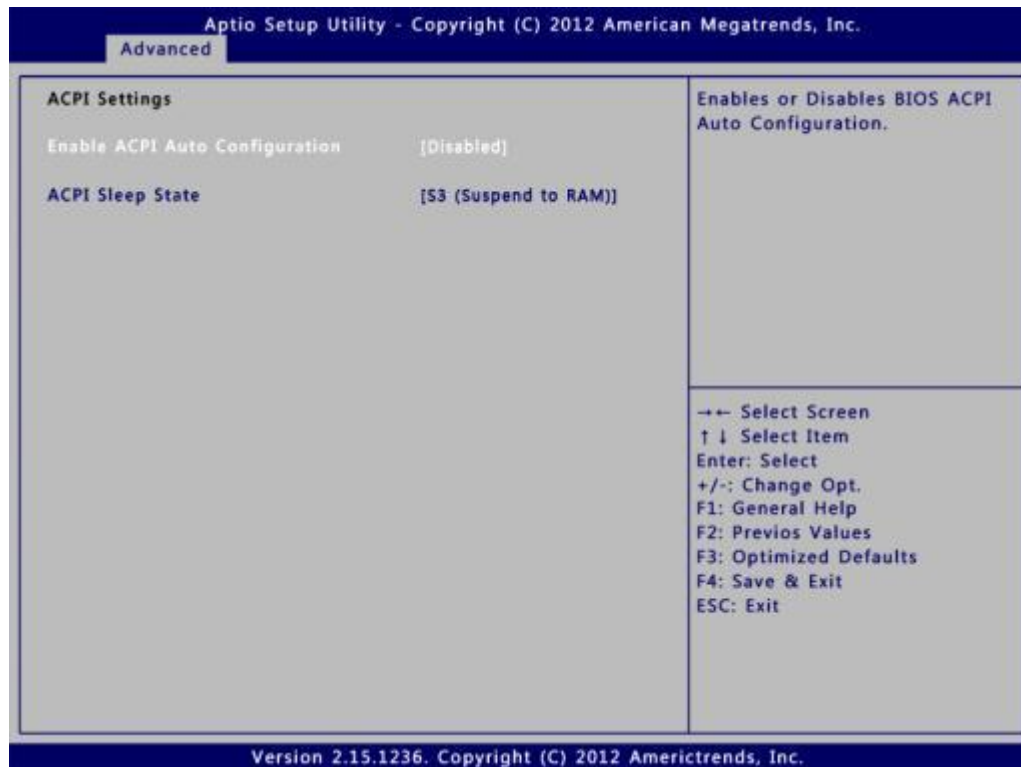 Aptio Setup Utility - Copyright (C) 2012 American Megatrends, Inc.
Advanced
ACPI Settings
Enable ACPI Auto Configuration [Disabled]
ACPI Sleep State [S3 (Suspend to RAM)]
Enables or Disables BIOS ACPI
Auto Configuration.
→← Select Screen
↑↓ Select Item
Enter: Select
+/-: Change Opt.
F1: General Help
F2: Previos Values
F3: Optimized Defaults
F4: Save & Exit
ESC: Exit
Version 2.15.1236. Copyright (C) 2012 Americtrends, Inc.